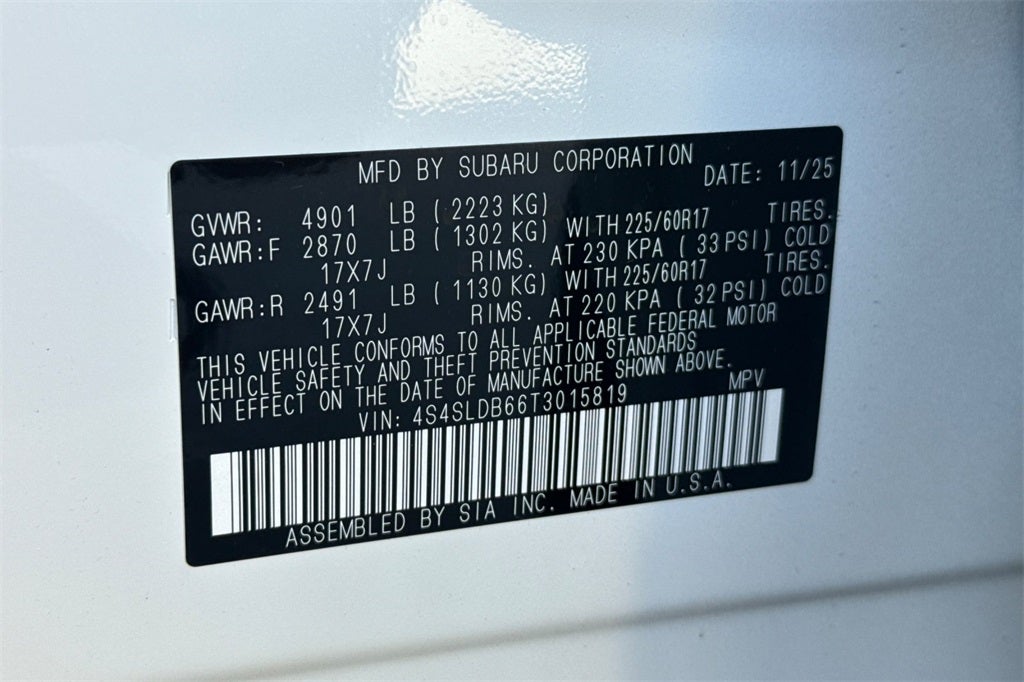 MFD BY SUBARU CORPORATION DATE: 11/25
GVWR: 4901 LB ( 2223 KG)
GAWR:F 2870 LB ( 1302 KG) WITH 225/60R17 TIRES.
17X7J RIMS. AT 230 KPA ( 33 PSI) COLD
GAWR:R 2491 LB ( 1130 KG) WITH 225/60R17 TIRES.
17X7J RIMS. AT 220 KPA ( 32 PSI) COLD
THIS VEHICLE CONFORMS TO ALL APPLICABLE FEDERAL MOTOR
VEHICLE SAFETY AND THEFT PREVENTION STANDARDS
IN EFFECT ON THE DATE OF MANUFACTURE SHOWN ABOVE.
VIN: 4S4SLDB66T3015819 MPV
ASSEMBLED BY SIA INC. MADE IN U.S.A.